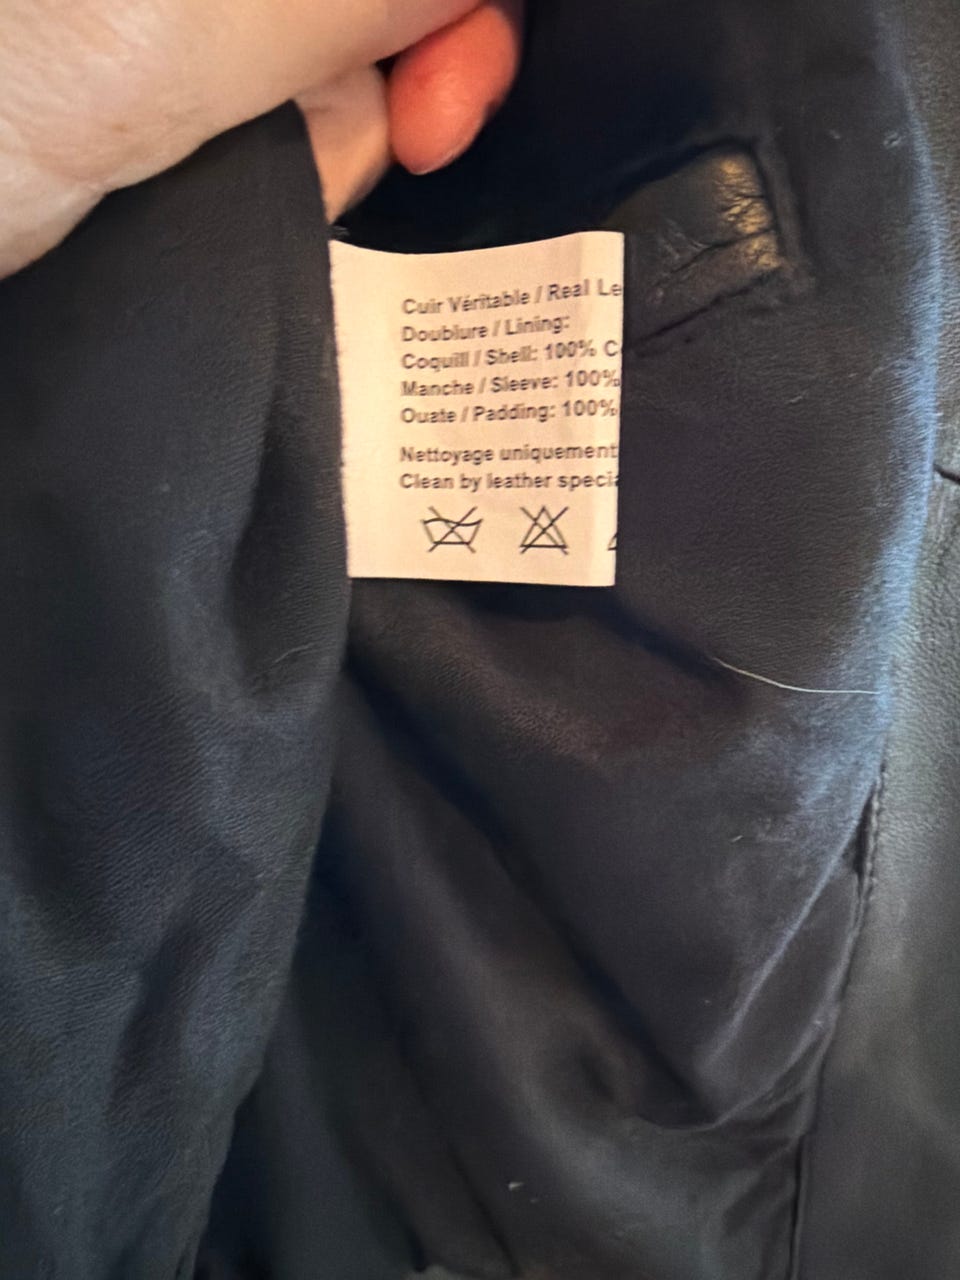 Cuir Véritable / Real Le
Doublure / Lining:
Coquill / Shell: 100% C
Manche / Sleeve: 100%
Ouate / Padding: 100%
Nettoyage uniquement
Clean by leather specia